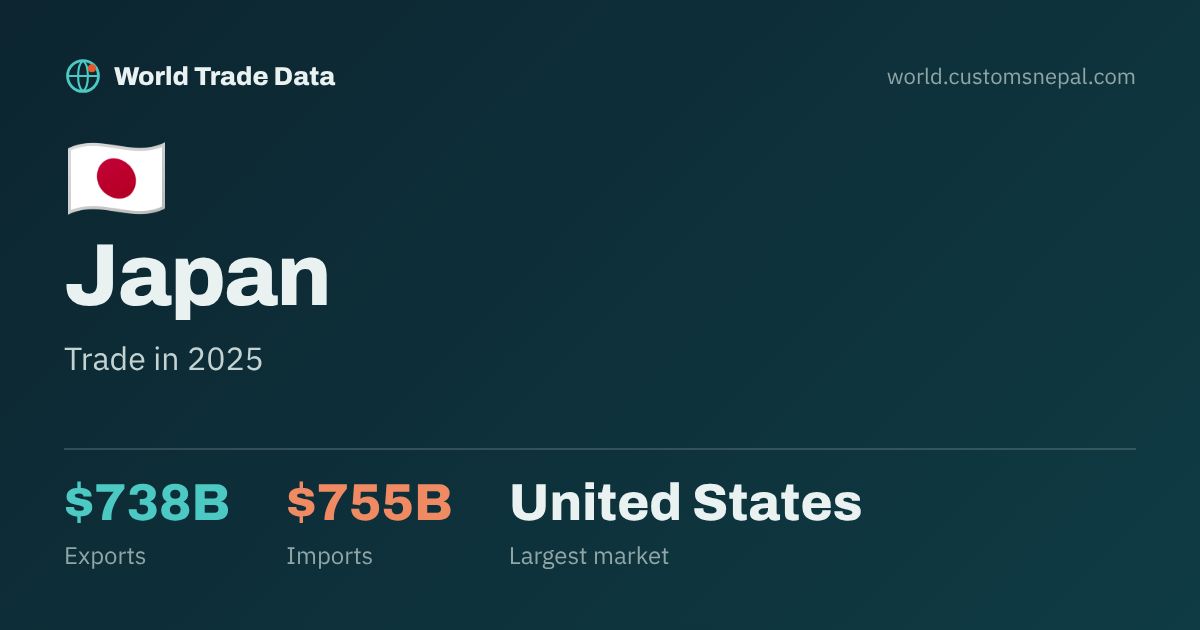 World Trade Data
world.customsnepal.com
Japan
Trade in 2025
$738B
Exports
$755B
Imports
United States
Largest market